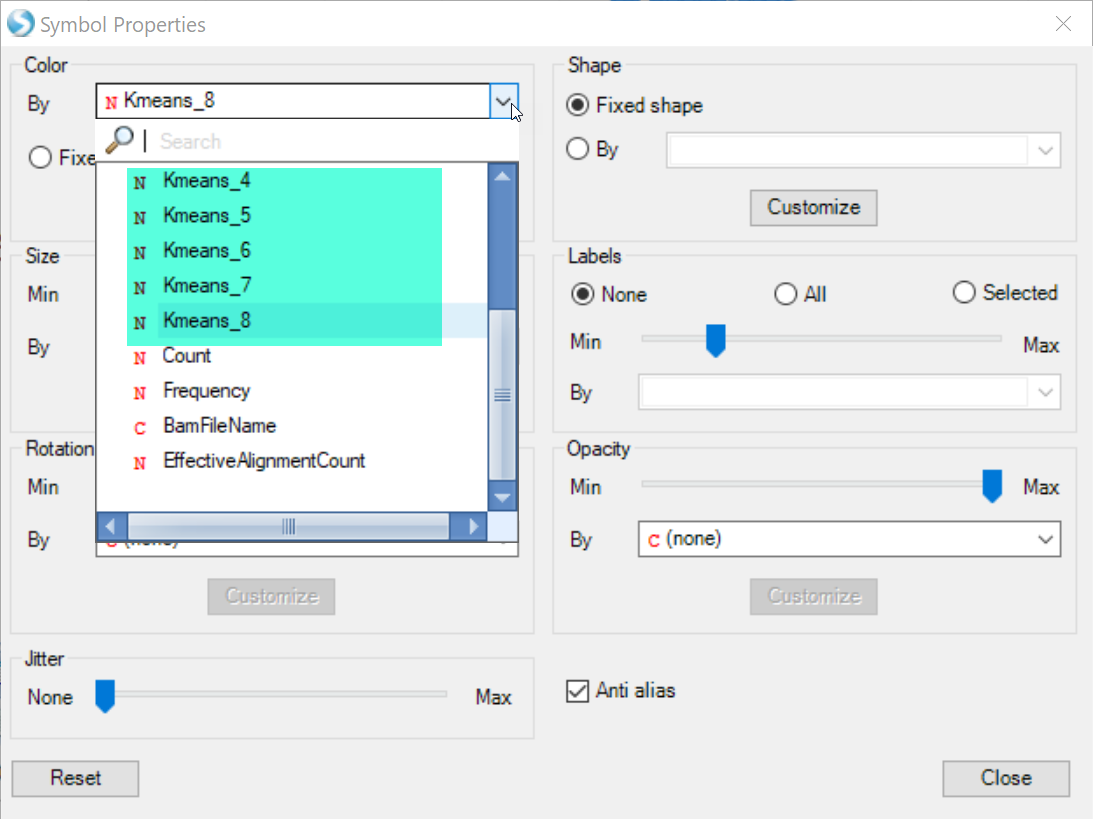 Symbol Properties
Color
By
N Kmeans_8
Search
Fixe
N Kmeans_4
N Kmeans_5
N Kmeans_6
N Kmeans_7
N Kmeans_8
N Count
N Frequency
C BamFileName
N EffectiveAlignmentCount
Size
Min
By
Rotation
Min
By
C (none)
Customize
Jitter
None
Max
Reset
Shape
Fixed shape
By
Customize
Labels
None
All
Selected
Min
Max
By
Opacity
Min
Max
By
C (none)
Customize
Anti alias
Close